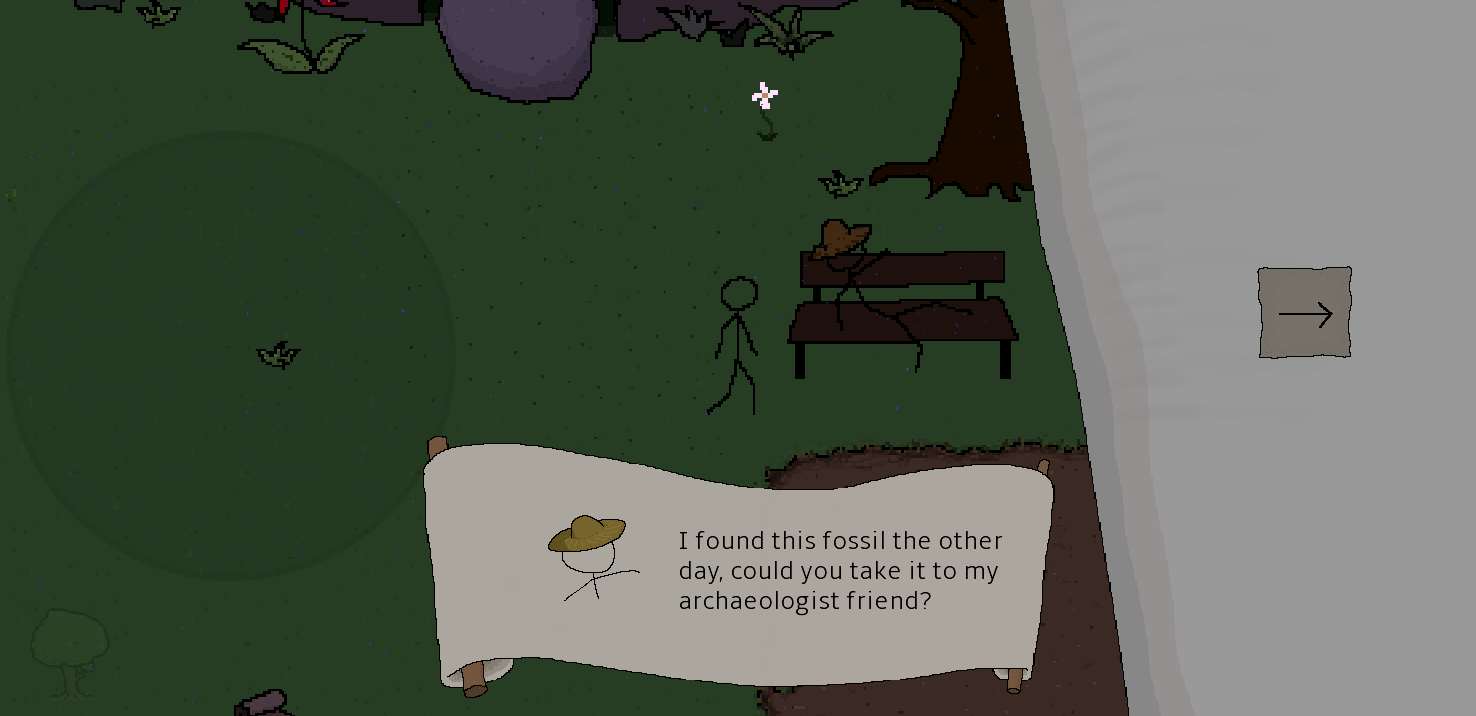 I found this fossil the other
day, could you take it to my
archaeologist friend?